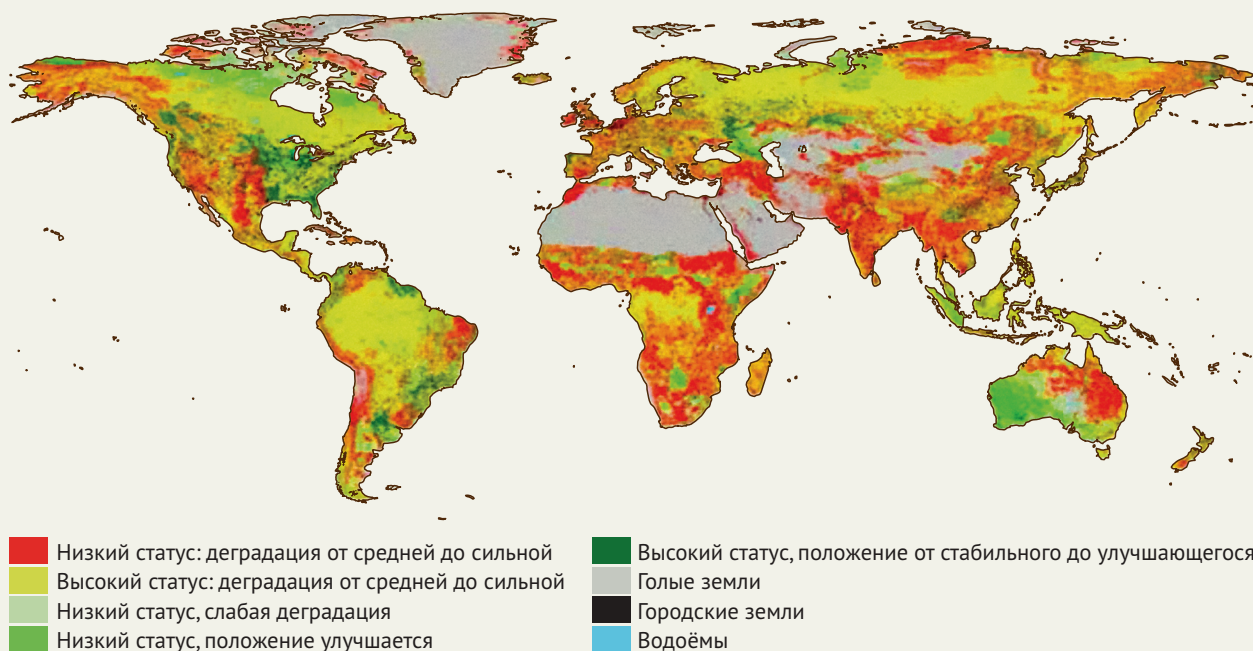 Низкий статус: деградация от средней до сильной
Высокий статус: деградация от средней до сильной
Низкий статус, слабая деградация
Низкий статус, положение улучшается
Высокий статус, положение от стабильного до улучшающегося
Голые земли
Городские земли
Водоёмы